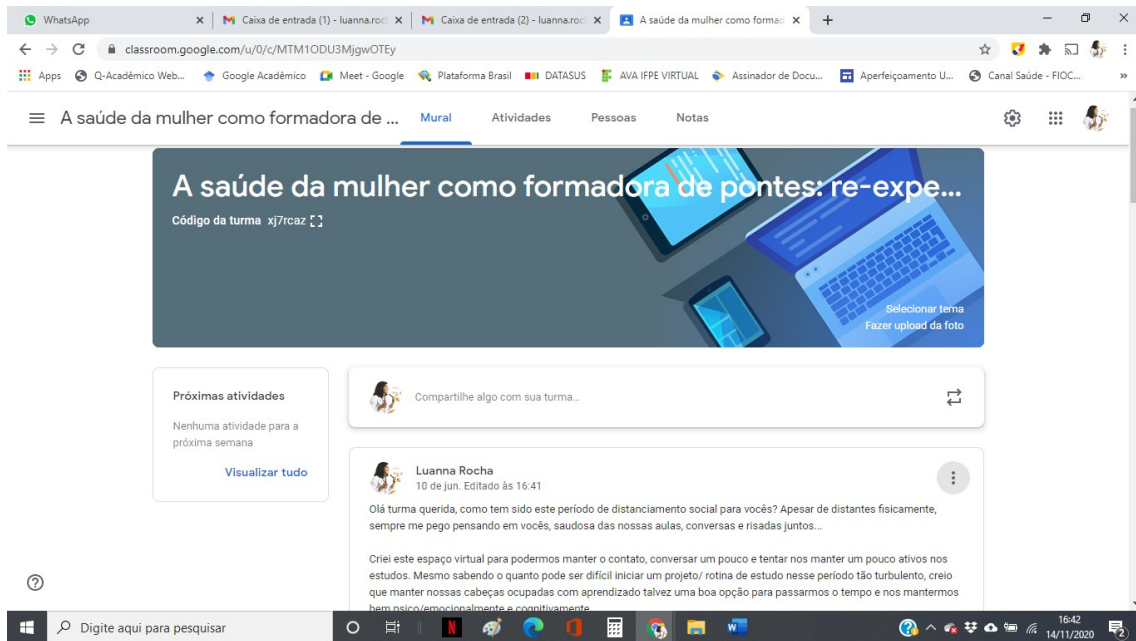 WhatsApp
Caixa de entrada (1) - luanna.roc
Caixa de entrada (2) - luanna.roc
A saúde da mulher como formad
classroom.google.com/u/0/c/MTM1ODU3MjgwOTEy
Apps
Q-Acadêmico Web...
Google Acadêmico
Meet - Google
Plataforma Brasil
DATASUS
AVA IFPE VIRTUAL
Assinador de Docu...
Aperfeiçoamento U...
Canal Saúde - FIOC...
»
A saúde da mulher como formadora de ...
Mural
Atividades
Pessoas
Notas
A saúde da mulher como formadora de pontes: re-expe...
Código da turma xj7rcaz
Selecionar tema
Fazer upload da foto
Próximas atividades
Nenhuma atividade para a
próxima semana
Visualizar tudo
Compartilhe algo com sua turma...
Luanna Rocha
10 de jun. Editado às 16:41
Olá turma querida, como tem sido este período de distanciamento social para vocês? Apesar de distantes fisicamente,
sempre me pego pensando em vocês, saudosa das nossas aulas, conversas e risadas juntos...
Criei este espaço virtual para podermos manter o contato, conversar um pouco e tentar nos manter um pouco ativos nos
estudos. Mesmo sabendo o quanto pode ser difícil iniciar um projeto/ rotina de estudo nesse período tão turbulento, creio
que manter nossas cabeças ocupadas com aprendizado talvez uma boa opção para passarmos o tempo e nos mantermos
bem psico/emocionalmente e cognitivamente
Digite aqui para pesquisar
16:42
14/11/2020
2